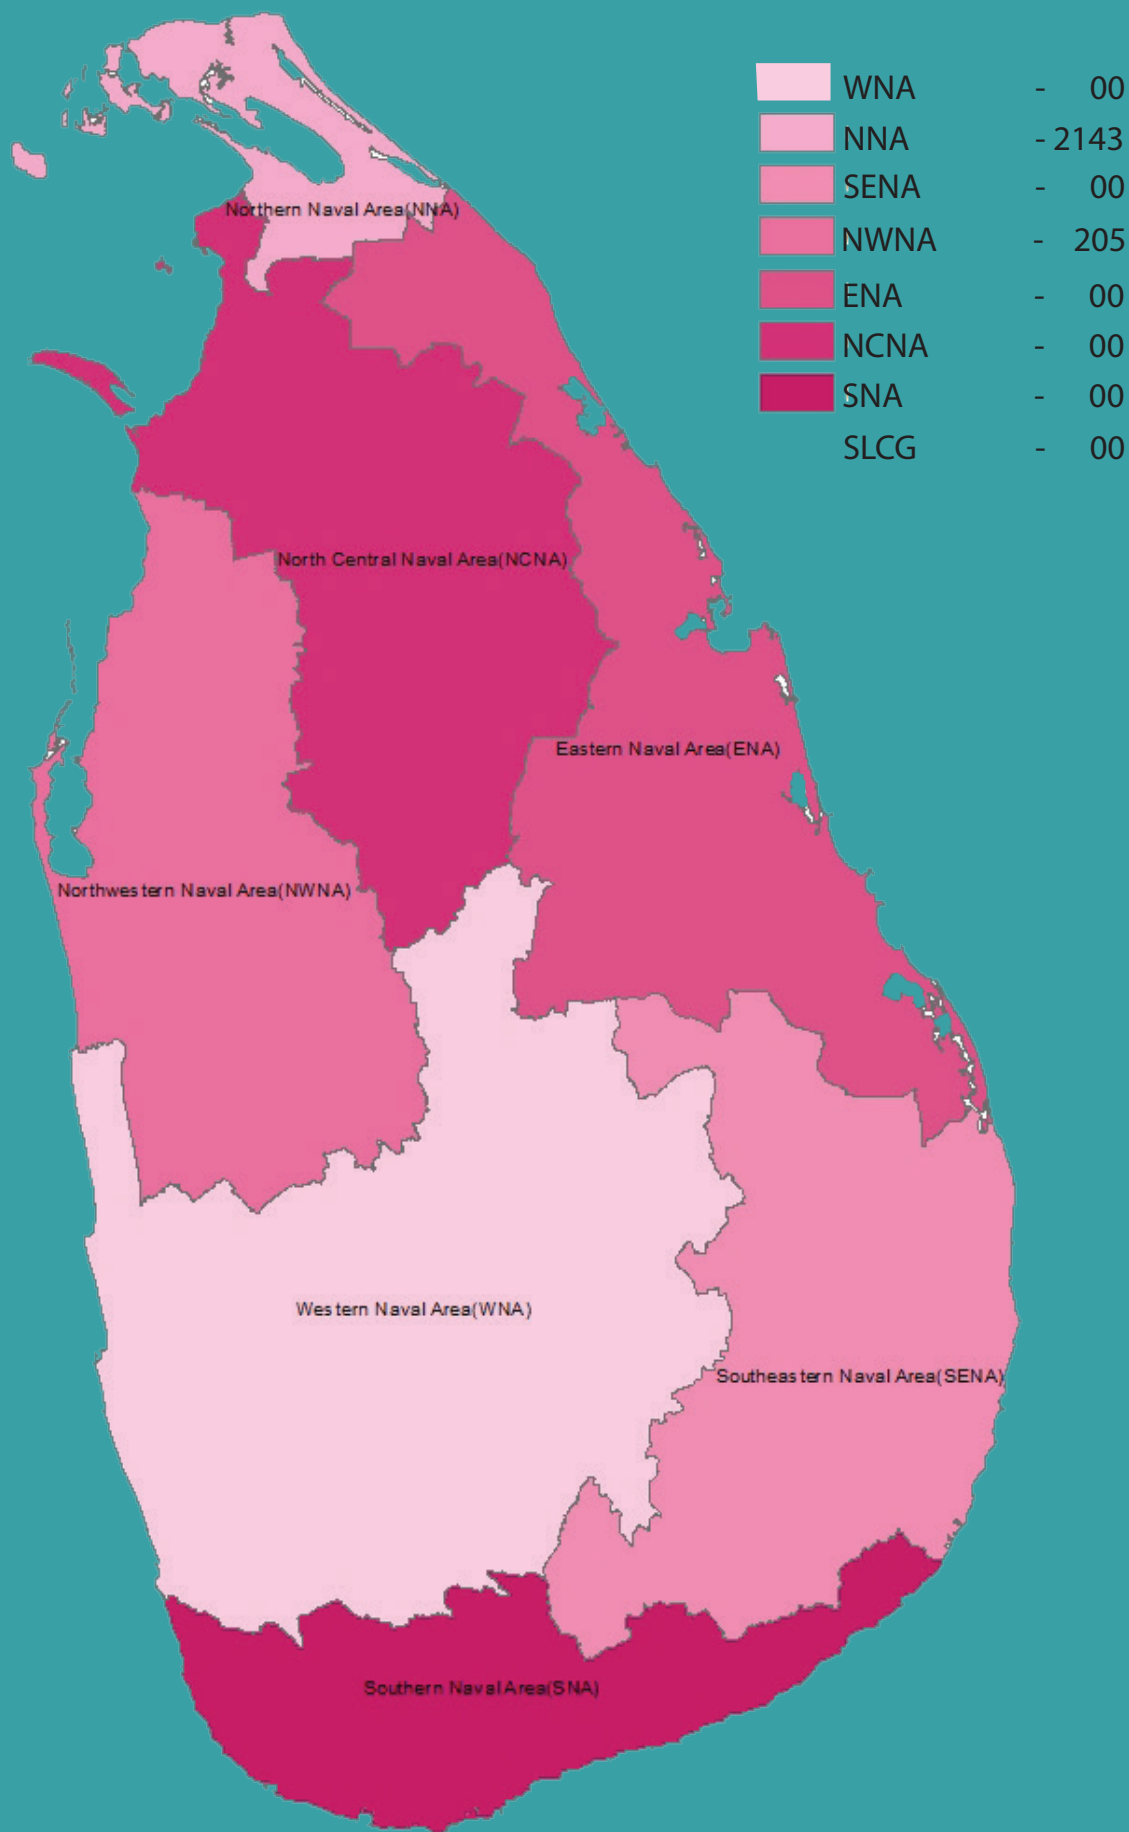 WNA - 00
NNA - 2143
SENA - 00
NWNA - 205
ENA - 00
NCNA - 00
SNA - 00
SLCG - 00
Northern Naval Area(NNA)
North Central Naval Area(NCNA)
Eastern Naval Area(ENA)
Northwestern Naval Area(NWNA)
Western Naval Area(WNA)
Southeastern Naval Area(SENA)
Southern Naval Area(SNA)